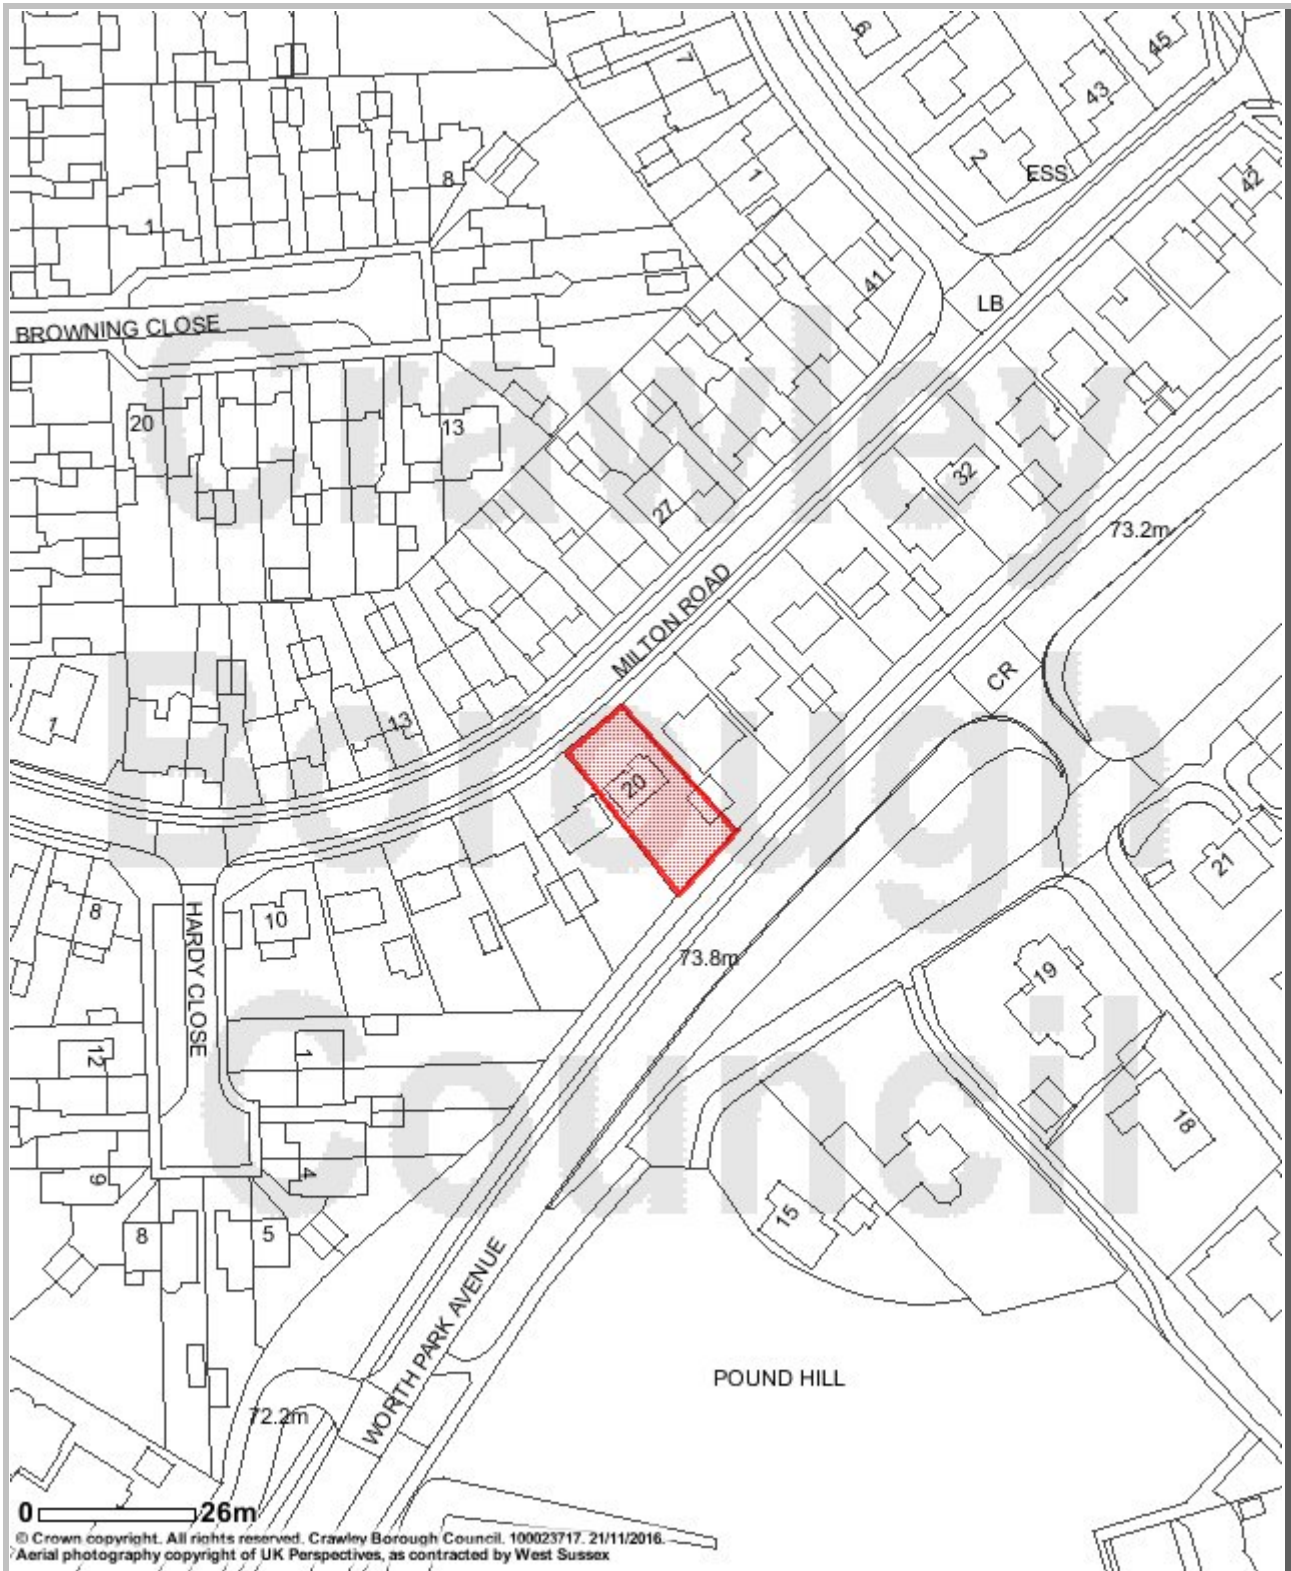 6
7
45
43
2
ESS
42
8
1
1
41
LB
BROWNING CLOSE
Crawley
20
13
32
27
73.2m
MILTON ROAD
CR
Borough
1
13
20
21
8
10
HARDY CLOSE
73.8m
19
Council
12
1
18
9
4
15
8
5
WORTH PARK AVENUE
POUND HILL
72.2m
0 26m
© Crown copyright. All rights reserved. Crawley Borough Council. 100023717. 21/11/2016.
Aerial photography copyright of UK Perspectives, as contracted by West Sussex